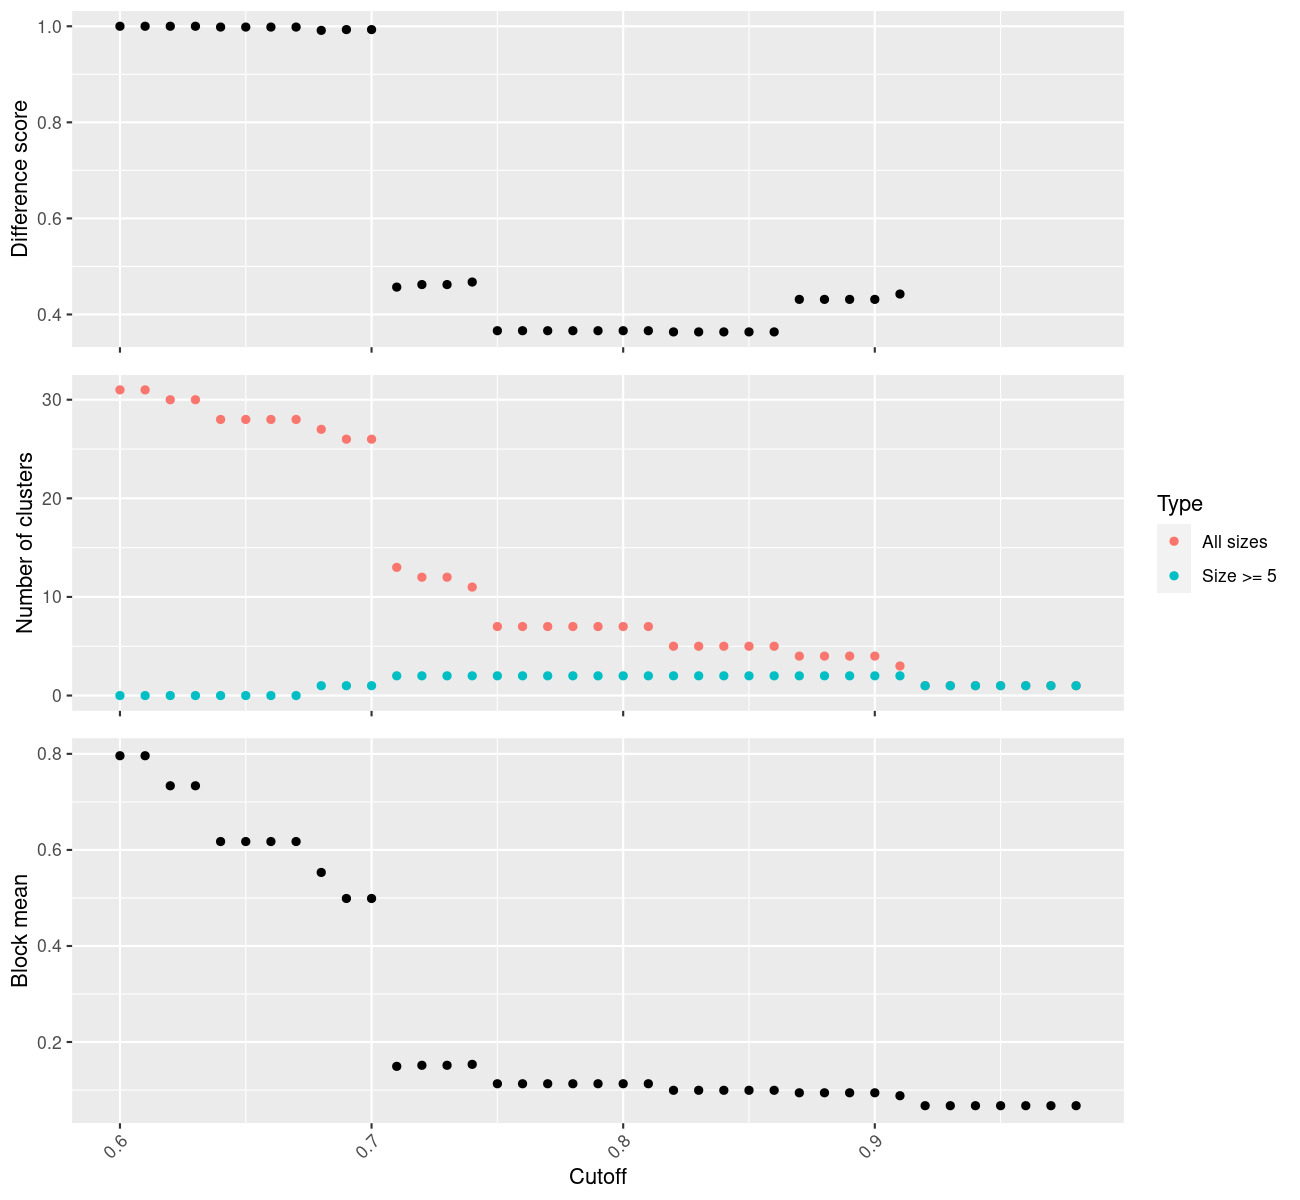 1.0
0.8
0.6
0.4
Difference score
30
20
10
0
Number of clusters
Type
All sizes
Size >= 5
0.8
0.6
0.4
0.2
Block mean
0.6
0.7
0.8
0.9
Cutoff